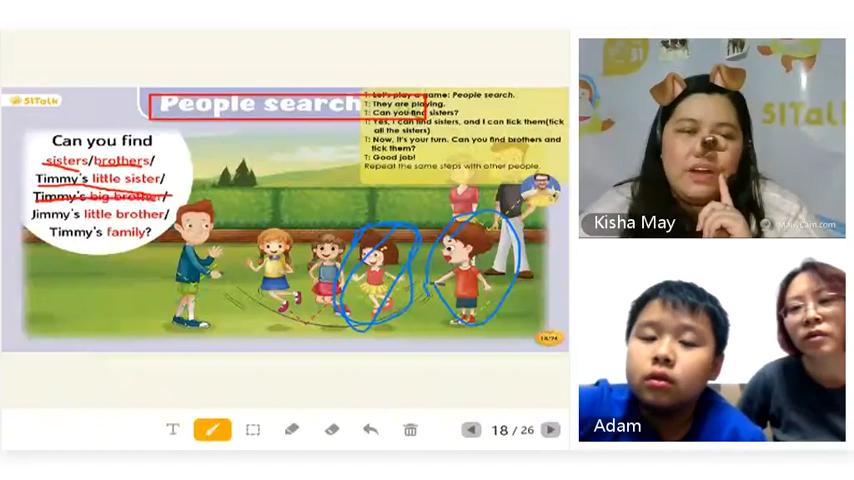 51Talk
People search
T: Let's play a game: People search.
T: They are playing.
T: Can you find sisters?
T: Yes, I can find sisters, and I can tick them(tick
all the sisters)
T: Now, it's your turn. Can you find brothers and
tick them?
T: Good job!
Repeat the same steps with other people.
Can you find
sisters/brothers/
Timmy's little sister/
Timmy's big brother/
Jimmy's little brother/
Timmy's family?
18/24
T
18 / 26
51Talk
ManyCam.com
Kisha May
Adam